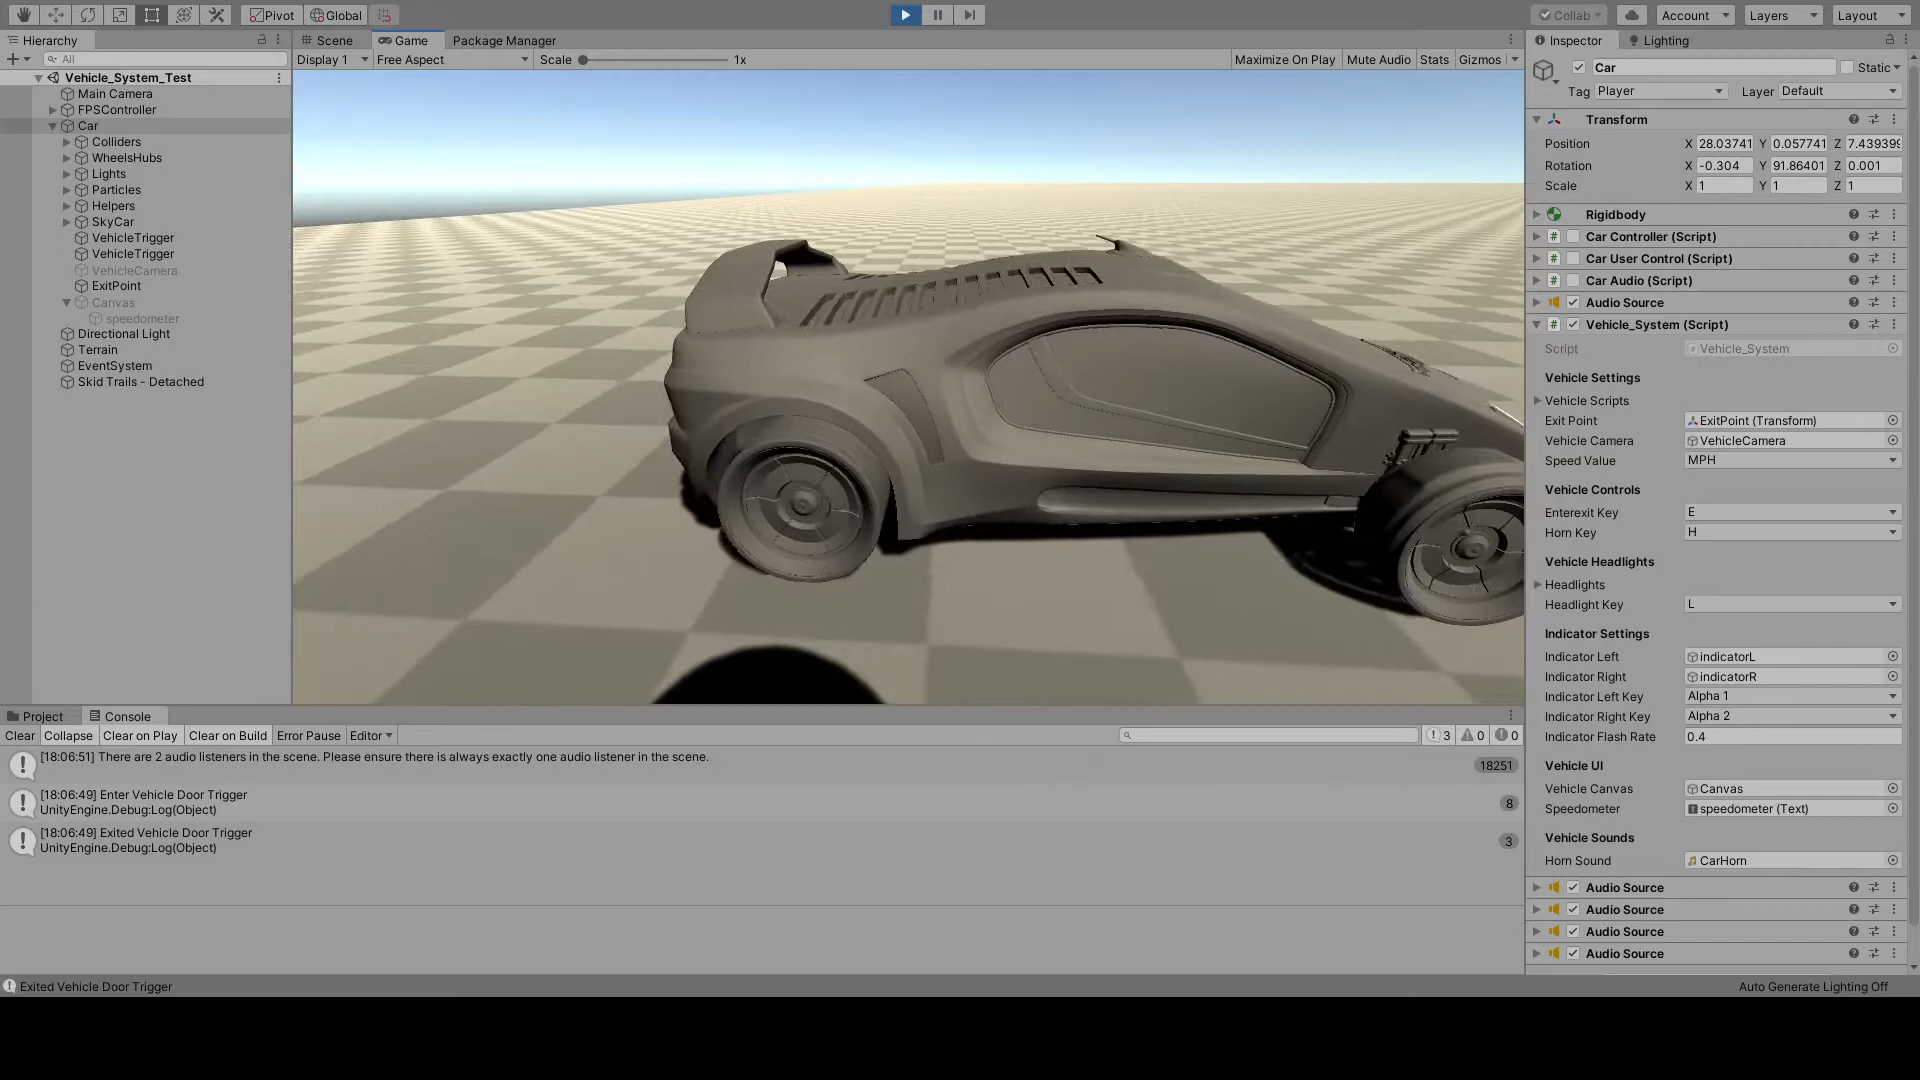 Pivot Global Collab Account Layers Layout
Hierarchy Scene Game Package Manager Inspector Lighting
All Display 1 Free Aspect Scale 1x Maximize On Play Mute Audio Stats Gizmos Car Static
Vehicle_System_Test
Main Camera
FPSController
Car
Colliders
WheelsHubs
Lights
Particles
Helpers
SkyCar
VehicleTrigger
VehicleTrigger
VehicleCamera
ExitPoint
Canvas
speedometer
Directional Light
Terrain
EventSystem
Skid Trails - Detached
Tag Player Layer Default
Transform
Position X 28.03741 Y 0.057741 Z 7.439399
Rotation X -0.304 Y 91.86401 Z 0.001
Scale X 1 Y 1 Z 1
Rigidbody
Car Controller (Script)
Car User Control (Script)
Car Audio (Script)
Audio Source
Vehicle_System (Script)
Script Vehicle_System
Vehicle Settings
Vehicle Scripts
Exit Point ExitPoint (Transform)
Vehicle Camera VehicleCamera
Speed Value MPH
Vehicle Controls
Enterexit Key E
Horn Key H
Vehicle Headlights
Headlights
Headlight Key L
Indicator Settings
Indicator Left indicatorL
Indicator Right indicatorR
Indicator Left Key Alpha 1
Indicator Right Key Alpha 2
Indicator Flash Rate 0.4
Vehicle UI
Vehicle Canvas Canvas
Speedometer speedometer (Text)
Vehicle Sounds
Horn Sound CarHorn
Audio Source
Audio Source
Audio Source
Audio Source
Project Console
Clear Collapse Clear on Play Clear on Build Error Pause Editor 3 0 0
[18:06:51] There are 2 audio listeners in the scene. Please ensure there is always exactly one audio listener in the scene. 18251
[18:06:49] Enter Vehicle Door Trigger
UnityEngine.Debug:Log(Object) 8
[18:06:49] Exited Vehicle Door Trigger
UnityEngine.Debug:Log(Object) 3
Exited Vehicle Door Trigger Auto Generate Lighting Off